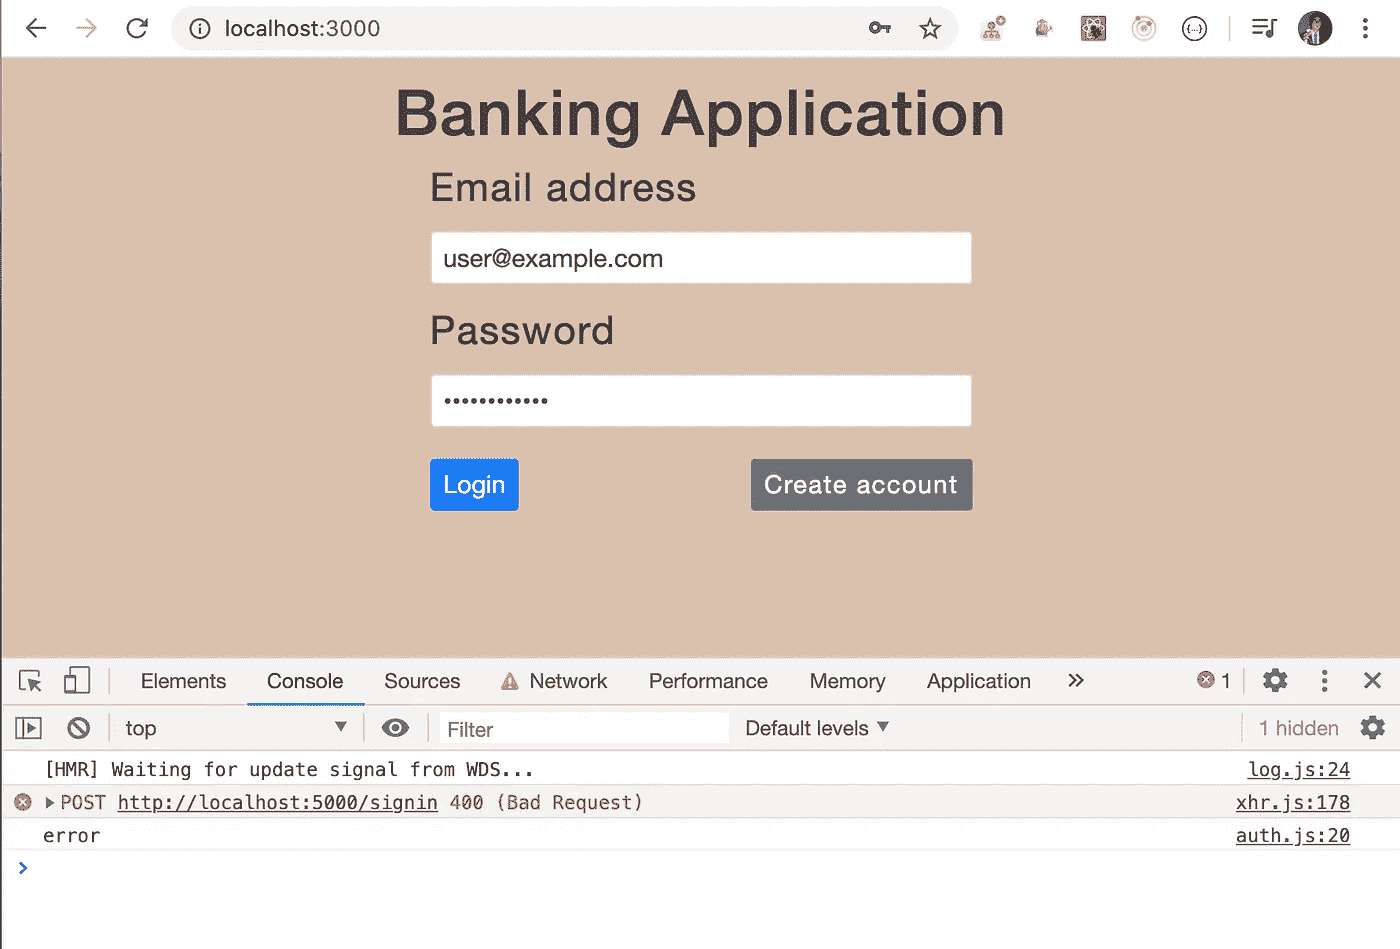 localhost:3000
Banking Application
Email address
user@example.com
Password
••••••••••••
Login Create account
Elements Console Sources Network Performance Memory Application » 1
top Filter Default levels 1 hidden
[HMR] Waiting for update signal from WDS... log.js:24
POST http://localhost:5000/signin 400 (Bad Request) xhr.js:178
error auth.js:20